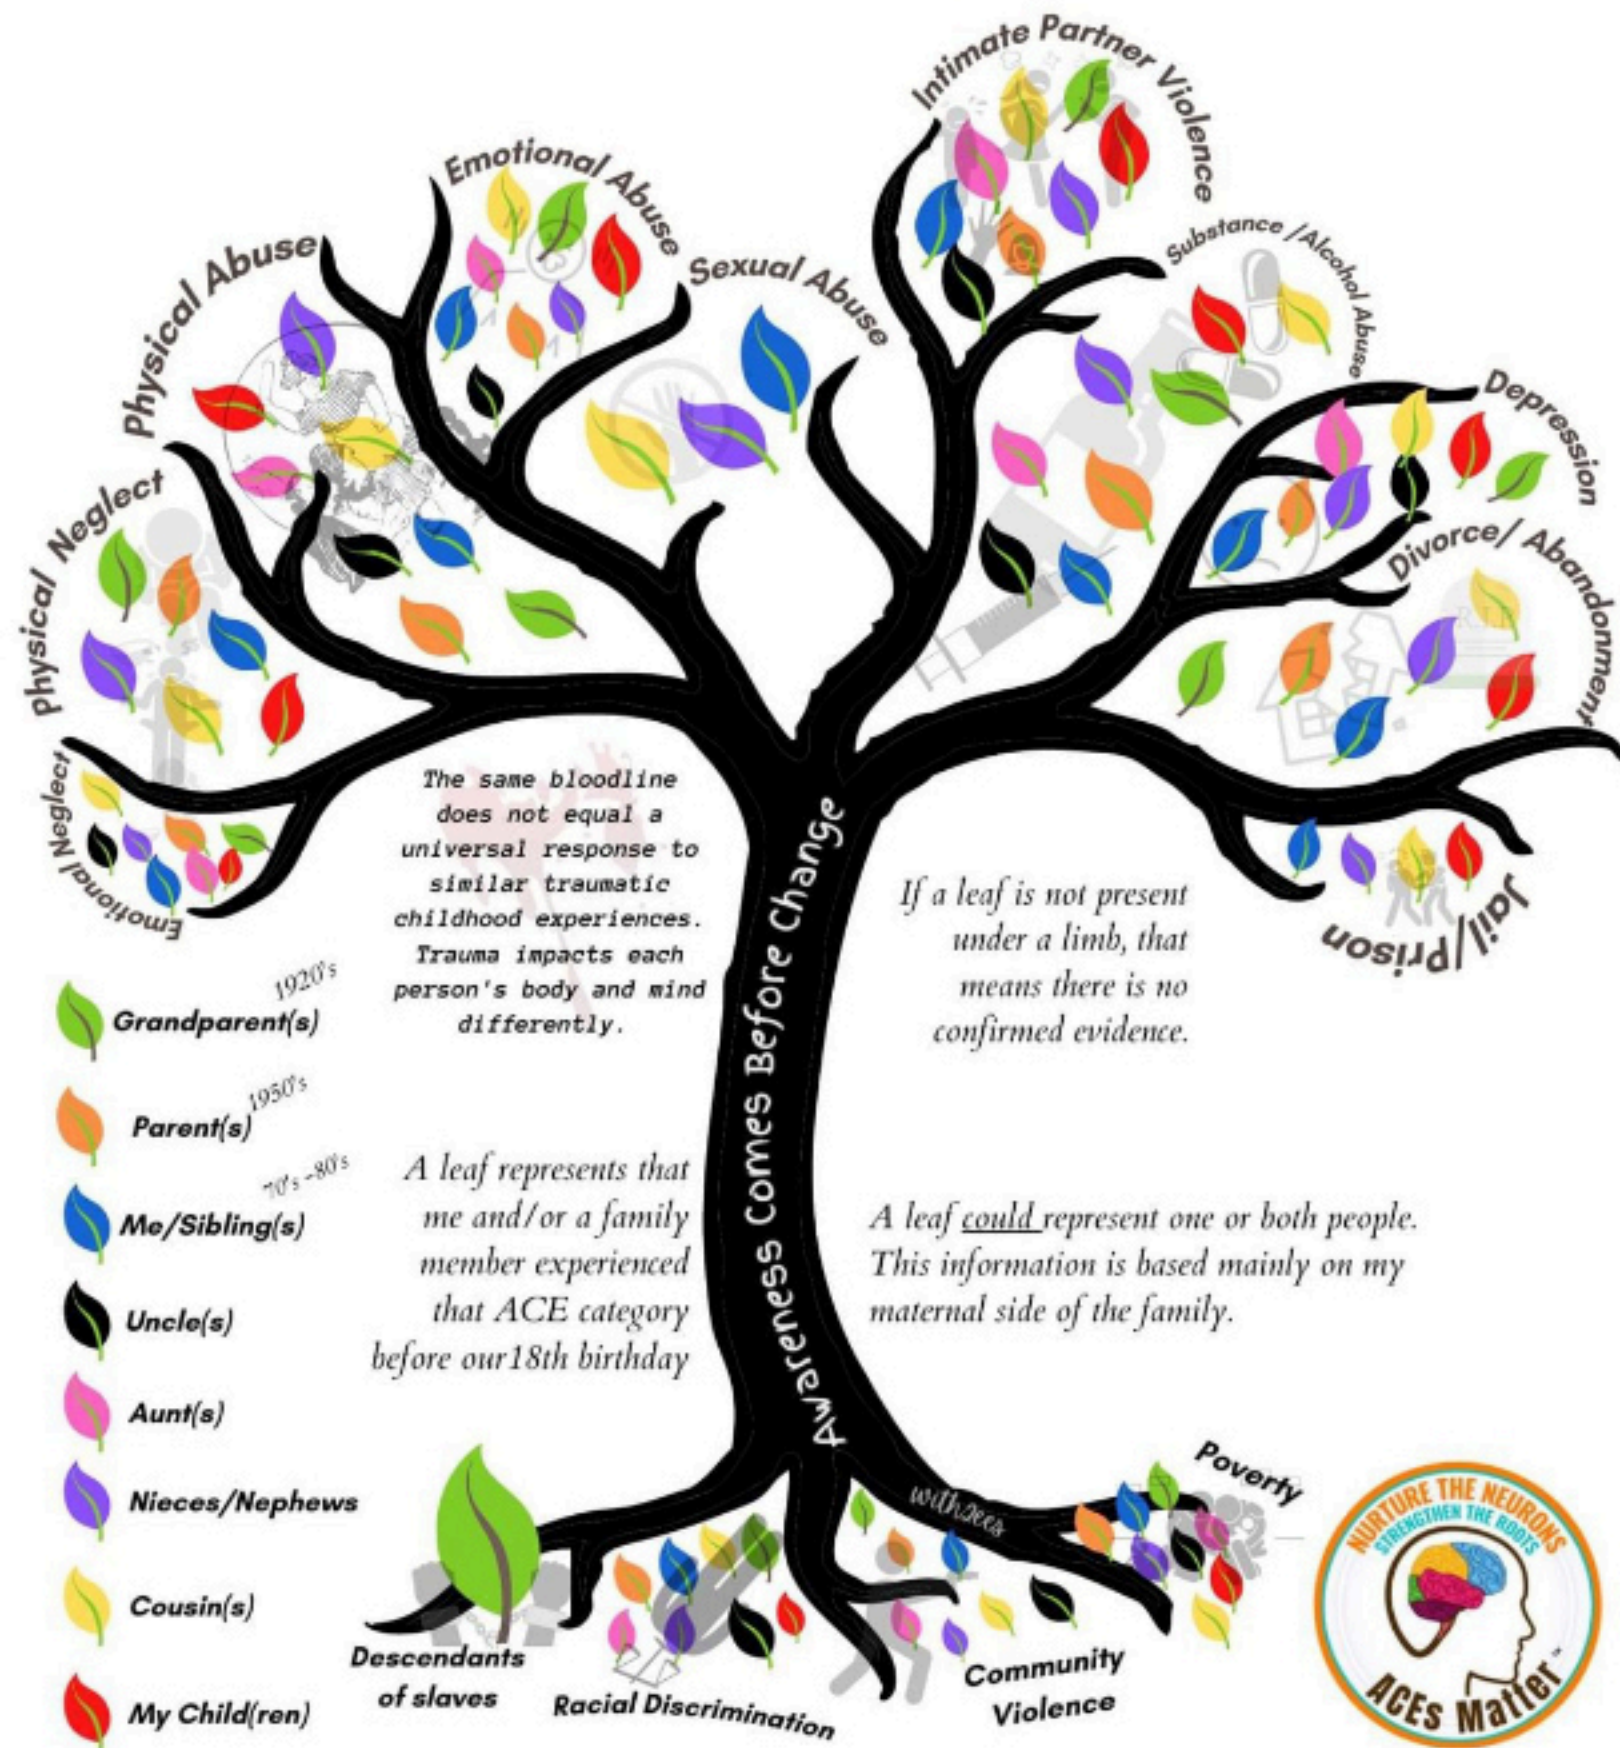 Intimate Partner Violence
Emotional Abuse
Substance /Alcohol Abuse
Physical Abuse
Sexual Abuse
Depression
Physical Neglect
Divorce/ Abandonment
R.I.P
Emotional Neglect
Jail/Prison
The same bloodline
does not equal a
universal response to
similar traumatic
childhood experiences.
Trauma impacts each
person's body and mind
differently.
If a leaf is not present
under a limb, that
means there is no
confirmed evidence.
Awareness Comes Before Change
1920's
Grandparent(s)
1950's
Parent(s)
70's -80's
Me/Sibling(s)
Uncle(s)
Aunt(s)
Nieces/Nephews
Cousin(s)
My Child(ren)
A leaf represents that
me and/or a family
member experienced
that ACE category
before our18th birthday
A leaf could represent one or both people.
This information is based mainly on my
maternal side of the family.
with2ees
Poverty
Descendants
of slaves
Racial Discrimination
Community
Violence
NURTURE THE NEURONS
STRENGTHEN THE ROOTS
ACEs Matter